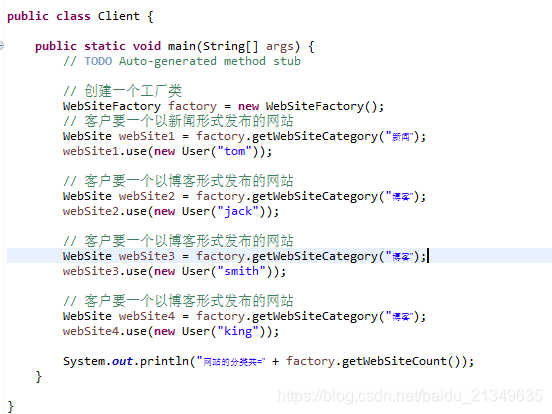 public class Client {
public static void main(String[] args) {
// TODO Auto-generated method stub
// 创建一个工厂类
WebSiteFactory factory = new WebSiteFactory();
// 客户要一个以新闻形式发布的网站
WebSite webSite1 = factory.getWebSiteCategory("新闻");
webSite1.use(new User("tom"));
// 客户要一个以博客形式发布的网站
WebSite webSite2 = factory.getWebSiteCategory("博客");
webSite2.use(new User("jack"));
// 客户要一个以博客形式发布的网站
WebSite webSite3 = factory.getWebSiteCategory("博客");
webSite3.use(new User("smith"));
// 客户要一个以博客形式发布的网站
WebSite webSite4 = factory.getWebSiteCategory("博客");
webSite4.use(new User("king"));
System.out.println("网站的分类共=" + factory.getWebSiteCount());
}
}
https://blog.csdn.net/baidu_21349635